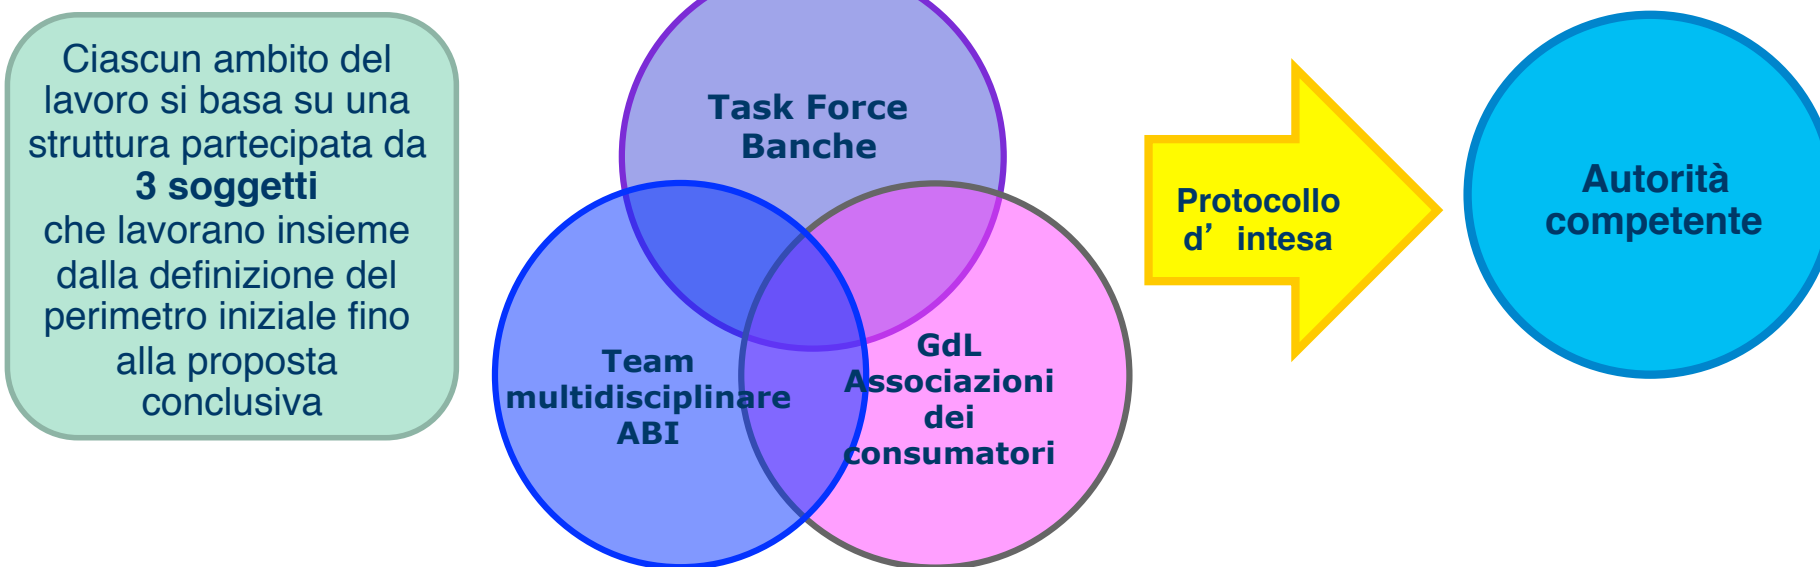 Ciascun ambito del
lavoro si basa su una
struttura partecipata da
3 soggetti
che lavorano insieme
dalla definizione del
perimetro iniziale fino
alla proposta
conclusiva
Task Force
Banche
Team
multidisciplinare
ABI
GdL
Associazioni
dei
consumatori
Protocollo
d’ intesa
Autorità
competente